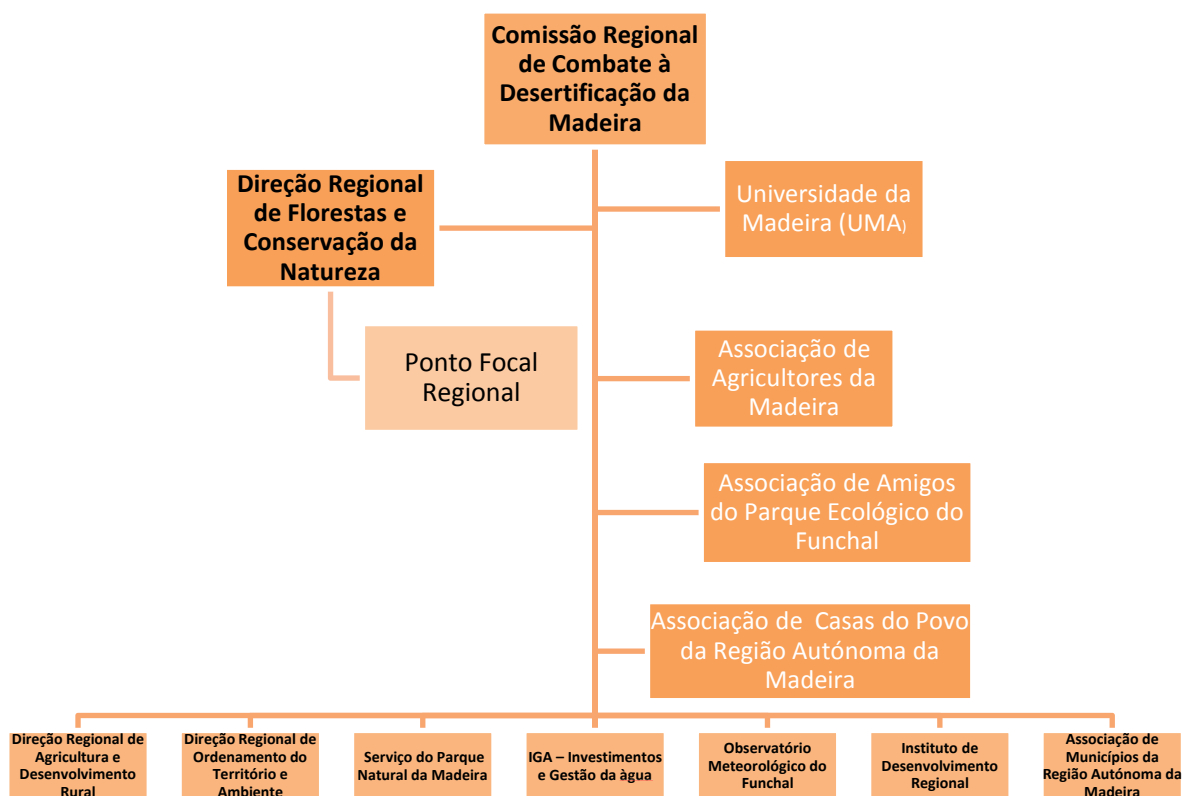 Comissão Regional
de Combate à
Desertificação da
Madeira
Direção Regional
de Florestas e
Conservação da
Natureza
Universidade da
Madeira (UMA)
Ponto Focal
Regional
Associação de
Agricultores da
Madeira
Associação de Amigos
do Parque Ecológico do
Funchal
Associação de Casas do Povo
da Região Autónoma da
Madeira
Direção Regional de
Agricultura e
Desenvolvimento
Rural
Direção Regional de
Ordenamento do
Território e
Ambiente
Serviço do Parque
Natural da Madeira
IGA – Investimentos
e Gestão da àgua
Observatório
Meteorológico do
Funchal
Instituto de
Desenvolvimento
Regional
Associação de
Municípios da
Região Autónoma da
Madeira